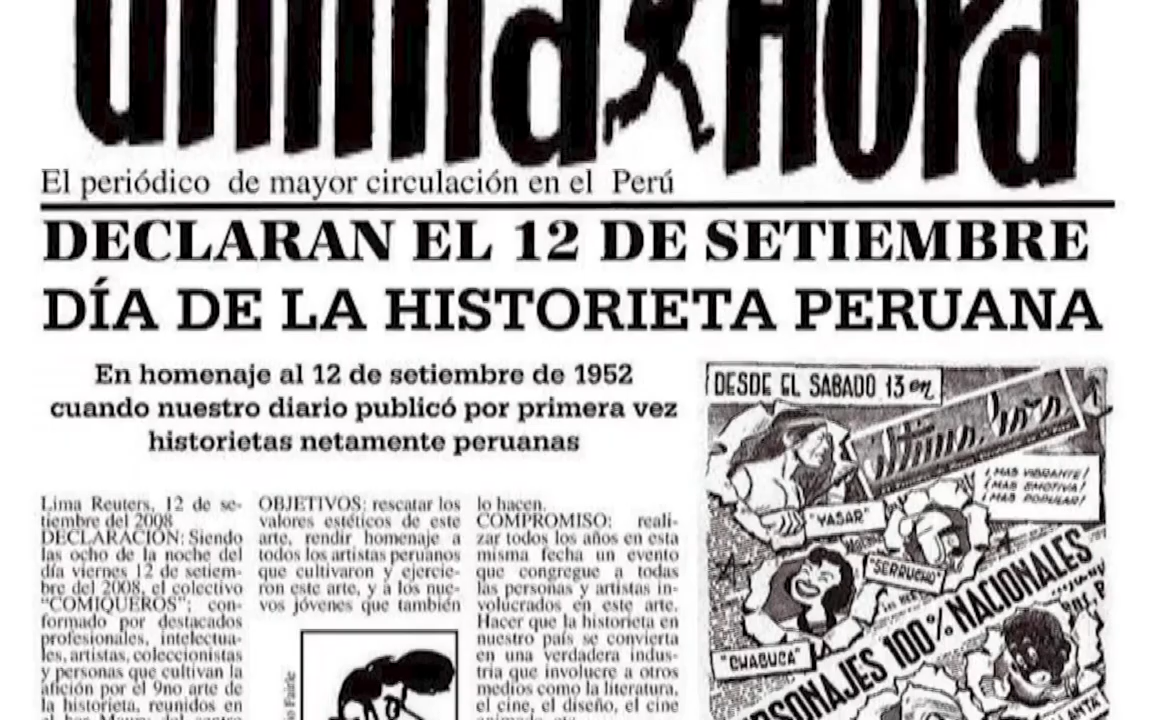 última Hora
El periódico de mayor circulación en el Perú
DECLARAN EL 12 DE SETIEMBRE
DÍA DE LA HISTORIETA PERUANA
En homenaje al 12 de setiembre de 1952
cuando nuestro diario publicó por primera vez
historietas netamente peruanas
Lima Reuters, 12 de se-
tiembre del 2008
DECLARACIÓN: Siendo
las ocho de la noche del
día viernes 12 de setiem-
bre del 2008, el colectivo
“COMIQUEROS”; con-
formado por destacados
profesionales, intelectua-
les, artistas, coleccionistas
y personas que cultivan la
afición por el 9no arte de
la historieta, reunidos en
OBJETIVOS: rescatar los
valores estéticos de este
arte, rendir homenaje a
todos los artistas peruanos
que cultivaron y ejercie-
ron este arte, y a los nue-
vos jóvenes que también
lo hacen.
COMPROMISO: reali-
zar todos los años en esta
misma fecha un evento
que congregue a todas
las personas y artistas in-
volucrados en este arte.
Hacer que la historieta en
nuestro país se convierta
en una verdadera indus-
tria que involucre a otros
medios como la literatura,
el cine, el diseño, el cine
DESDE EL SABADO 13 en
Ultima Hora
¡MAS VIBRANTE!
¡MAS EMOTIVA!
¡MAS POPULAR!
"YASAR"
"SERRUCHO"
"CHABUCA"
PERSONAJES 100% NACIONALES